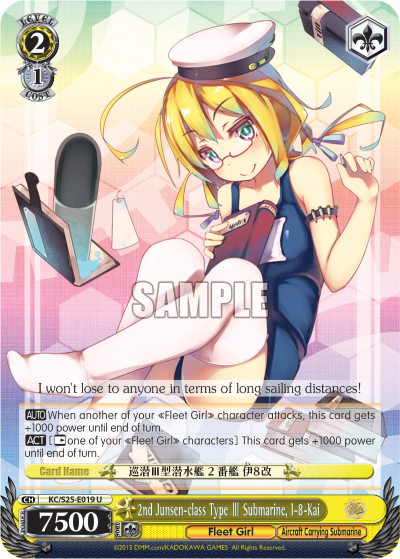 LEVEL
2
1
COST
SAMPLE
I won't lose to anyone in terms of long sailing distances!
AUTO When another of your «Fleet Girl» character attacks, this card gets
+1000 power until end of turn.
ACT [one of your «Fleet Girl» characters] This card gets +1000 power
until end of turn.
Card Name 巡潜Ⅲ型潜水艦 2 番艦 伊8改
CH KC/S25-E019 U
2nd Junsen-class Type Ⅲ Submarine, I-8-Kai
POWER 7500 SOUL
Fleet Girl Aircraft Carrying Submarine
©2015 DMM.com/KADOKAWA GAMES All Rights Reserved.